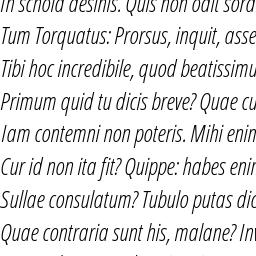 In schola desinis. Quis non odit sord
Tum Torquatus: Prorsus, inquit, asse
Tibi hoc incredibile, quod beatissimu
Primum quid tu dicis breve? Quae cu
Iam contemni non poteris. Mihi enin
Cur id non ita fit? Quippe: habes enir
Sullae consulatum? Tubulo putas dic
Quae contraria sunt his, malane? Inv